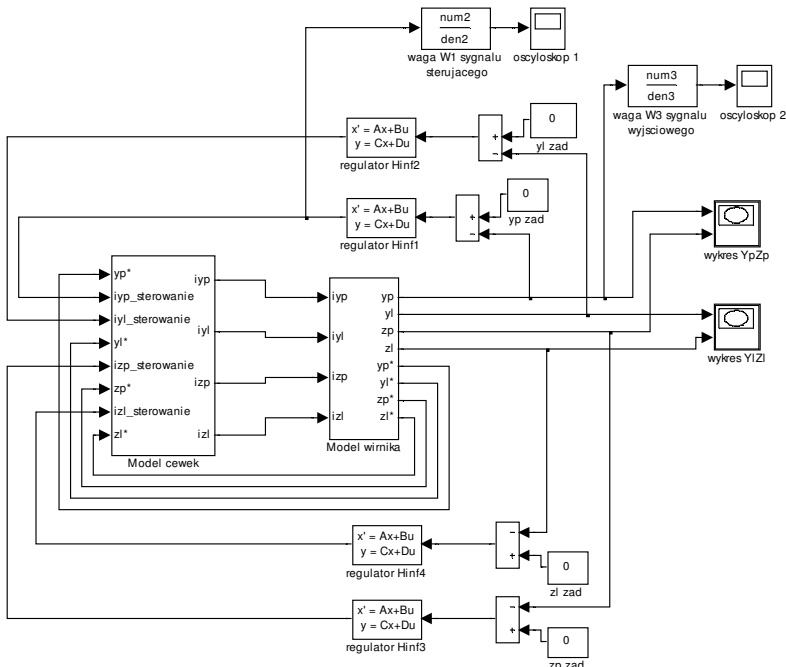 num2
den2
waga W1 sygnalu
sterujacego
oscyloskop 1
num3
den3
waga W3 sygnalu
wyjsciowego
oscyloskop 2
x' = Ax+Bu
y = Cx+Du
regulator Hinf2
+
−
0
yl zad
x' = Ax+Bu
y = Cx+Du
regulator Hinf1
+
−
0
yp zad
wykres YpZp
wykres YlZl
yp*
iyp_sterowanie
iyl_sterowanie
yl*
izp_sterowanie
zp*
izl_sterowanie
zl*
iyp
iyl
izp
izl
Model cewek
iyp
iyl
izp
izl
yp
yl
zp
zl
yp*
yl*
zp*
zl*
Model wirnika
x' = Ax+Bu
y = Cx+Du
regulator Hinf4
−
+
0
zl zad
x' = Ax+Bu
y = Cx+Du
regulator Hinf3
−
+
0
zp zad